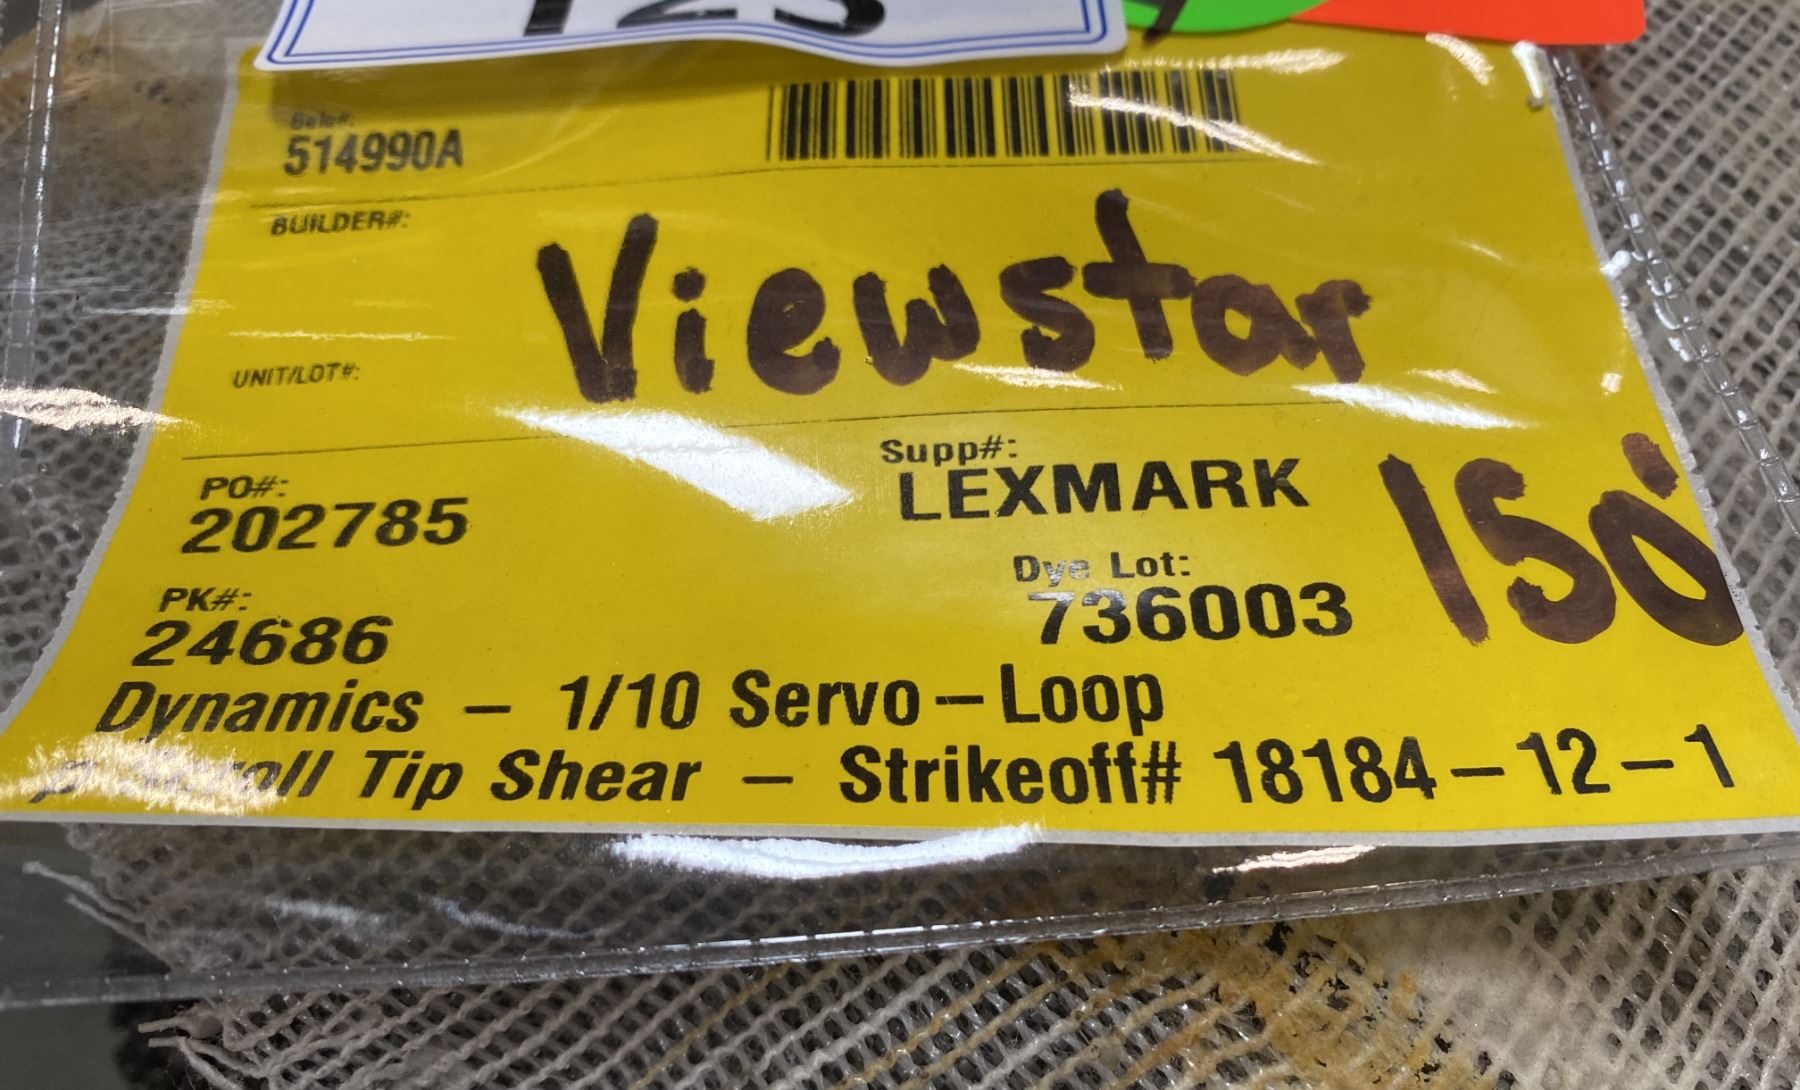 Sale#:
514990A
BUILDER#:
Viewstar
UNIT/LOT#:
PO#:
202785
Supp#:
LEXMARK
150'
PK#:
24686
Dye Lot:
736003
Dynamics - 1/10 Servo-Loop
Tip Shear - Strikeoff# 18184-12-1